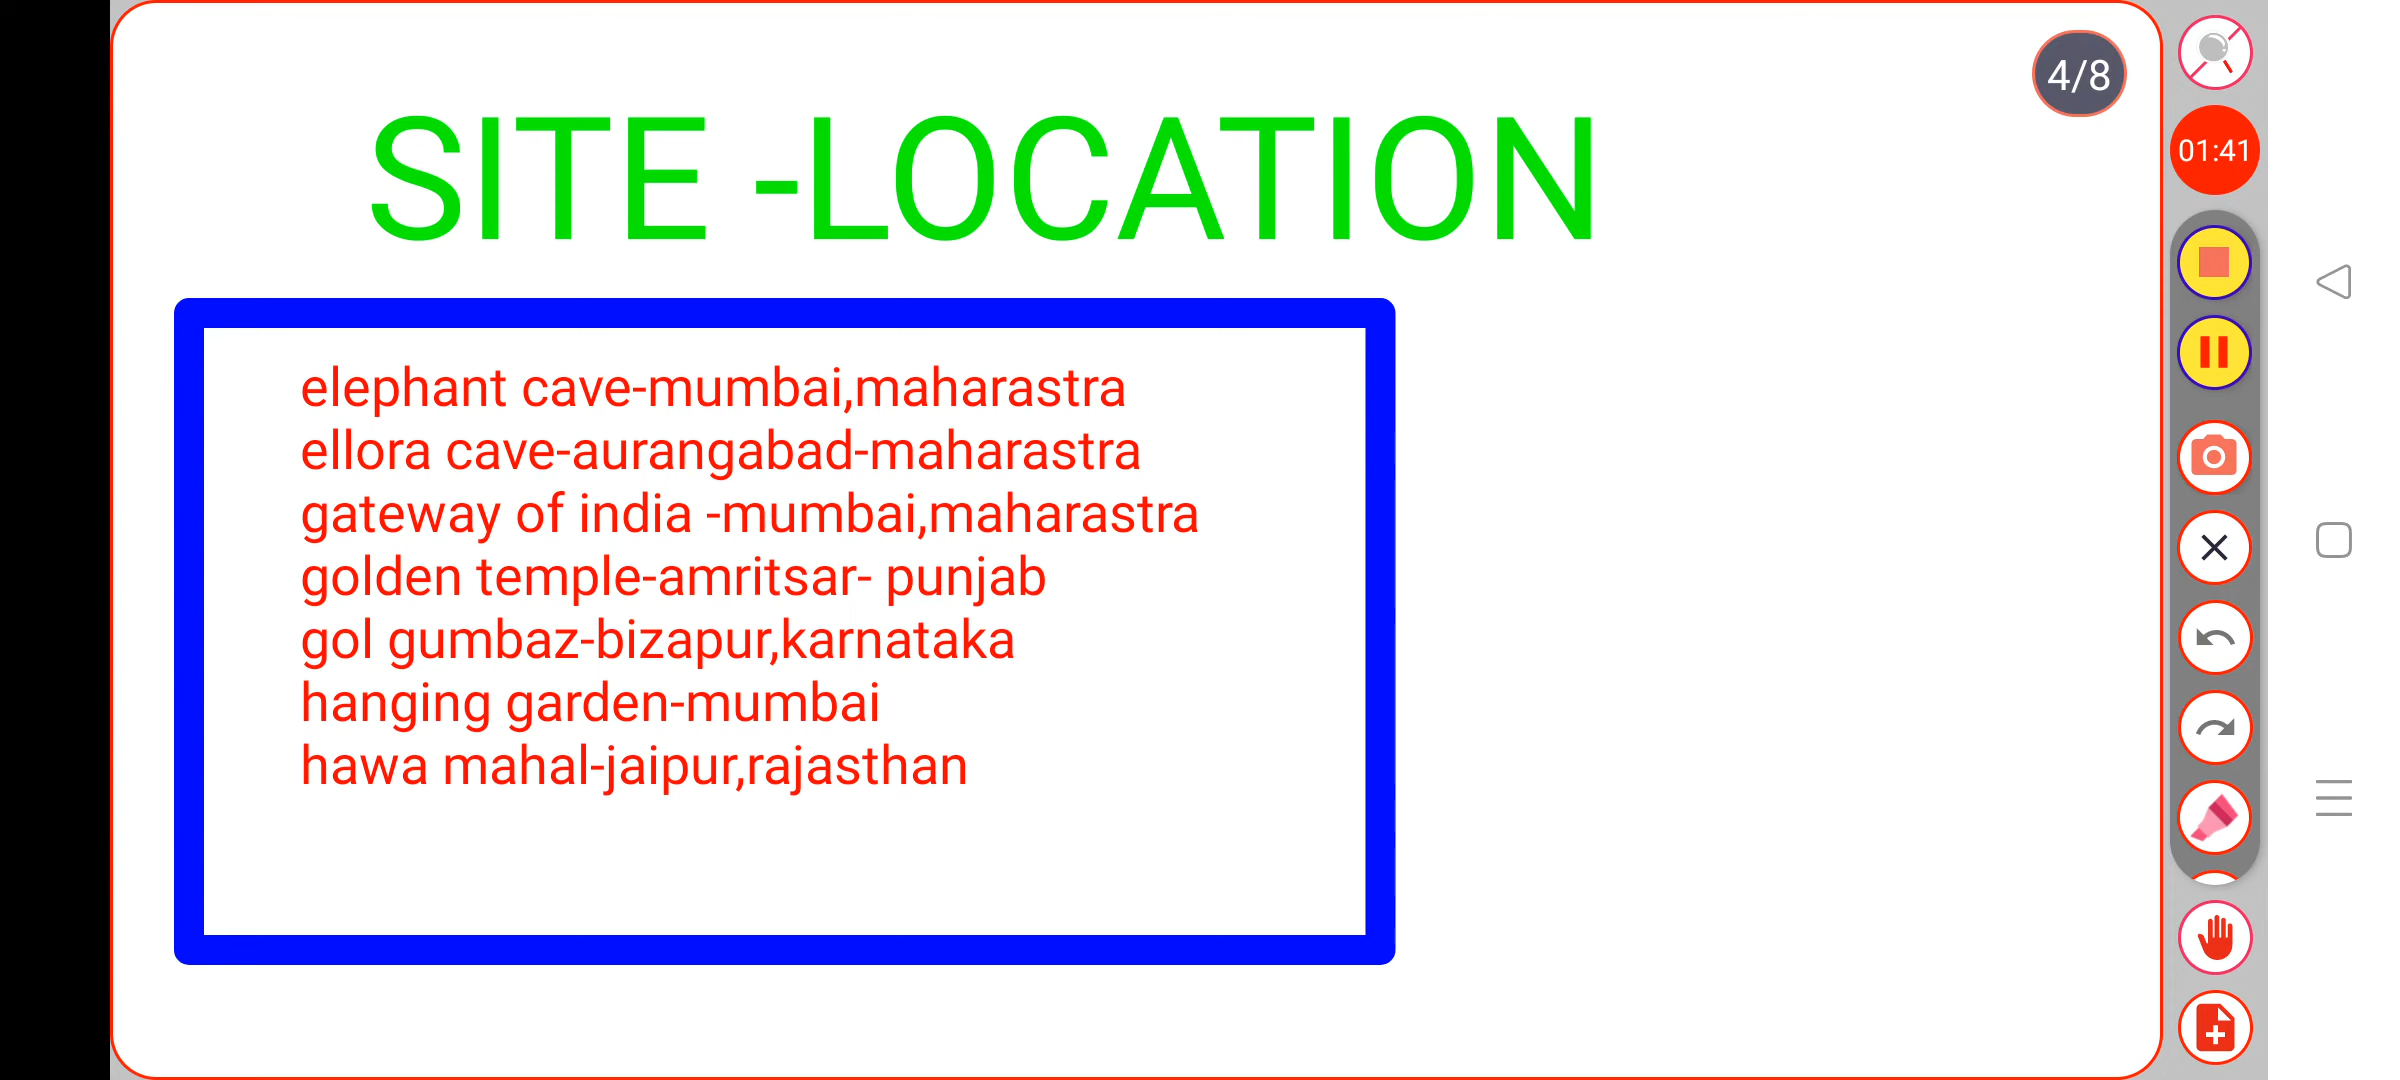 SITE -LOCATION
4/8
01:41
elephant cave-mumbai,maharastra
ellora cave-aurangabad-maharastra
gateway of india -mumbai,maharastra
golden temple-amritsar- punjab
gol gumbaz-bizapur,karnataka
hanging garden-mumbai
hawa mahal-jaipur,rajasthan